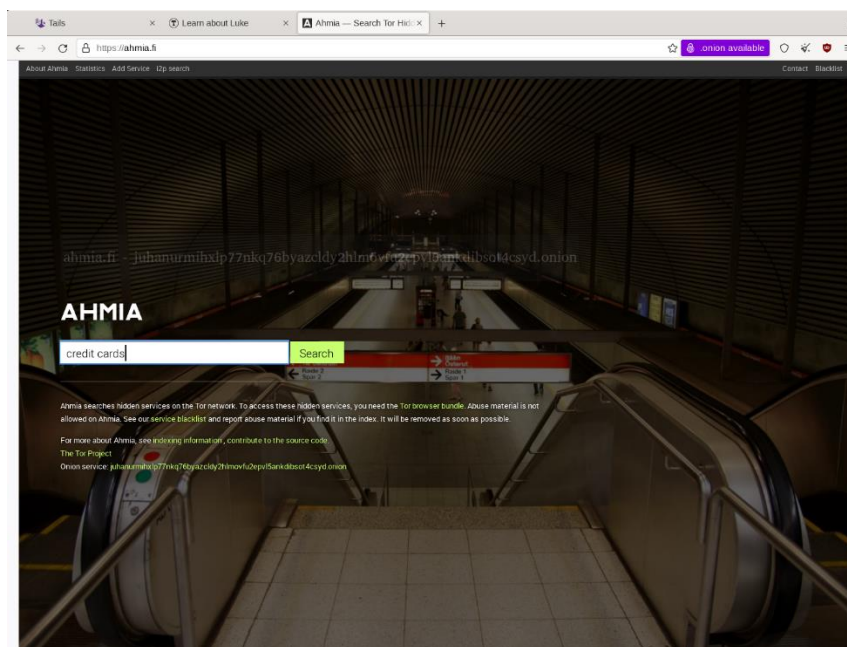 Tails
Learn about Luke
Ahmia — Search Tor Hid
https://ahmia.fi
.onion available
About Ahmia Statistics Add Service i2p search
Contact Blacklist
ahmia.fi - juhanurmihxlp77nkq76byazcldy2hlmovfu2epvl5ankdibsot4csyd.onion
AHMIA
credit cards
Search
Ahmia searches hidden services on the Tor network. To access these hidden services, you need the Tor browser bundle. Abuse material is not
allowed on Ahmia. See our service blacklist and report abuse material if you find it in the index. It will be removed as soon as possible.
For more about Ahmia, see indexing information, contribute to the source code.
The Tor Project
Onion service: juhanurmihxlp77nkq76byazcldy2hlmovfu2epvl5ankdibsot4csyd.onion